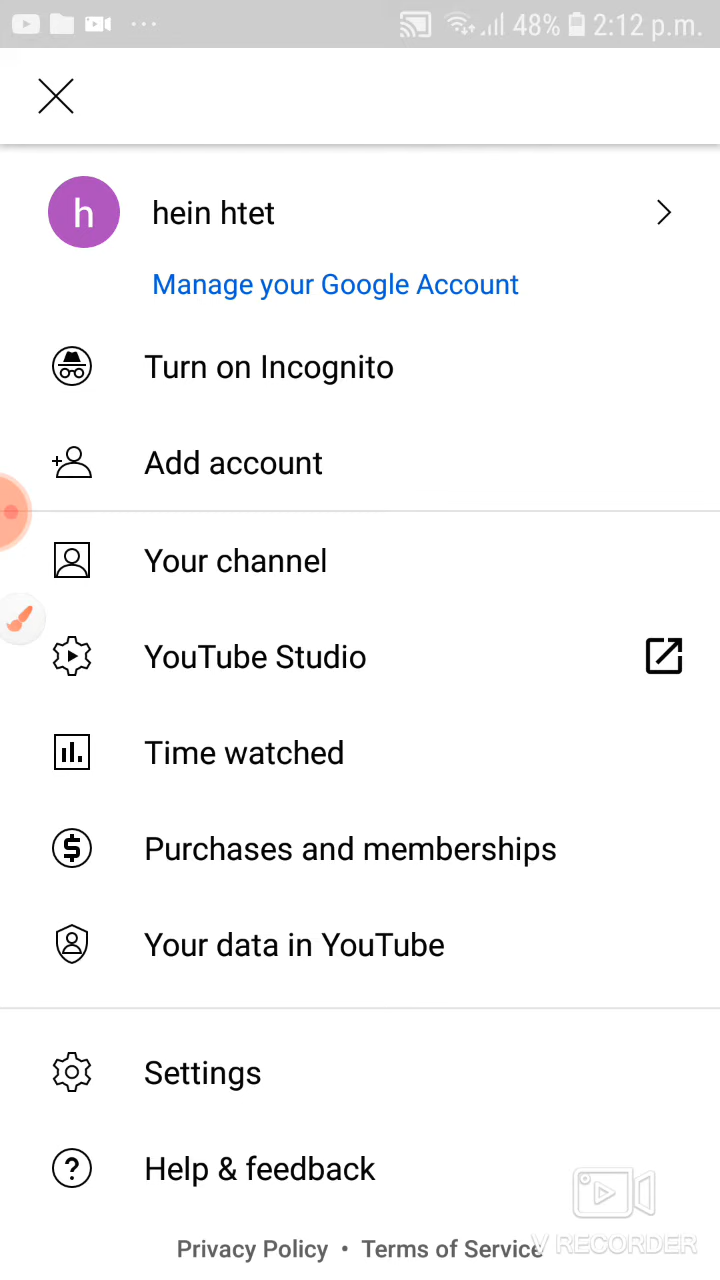 48% 2:12 p.m.
h
hein htet
Manage your Google Account
Turn on Incognito
Add account
Your channel
YouTube Studio
Time watched
Purchases and memberships
Your data in YouTube
Settings
Help & feedback
Privacy Policy • Terms of Service
V RECORDER